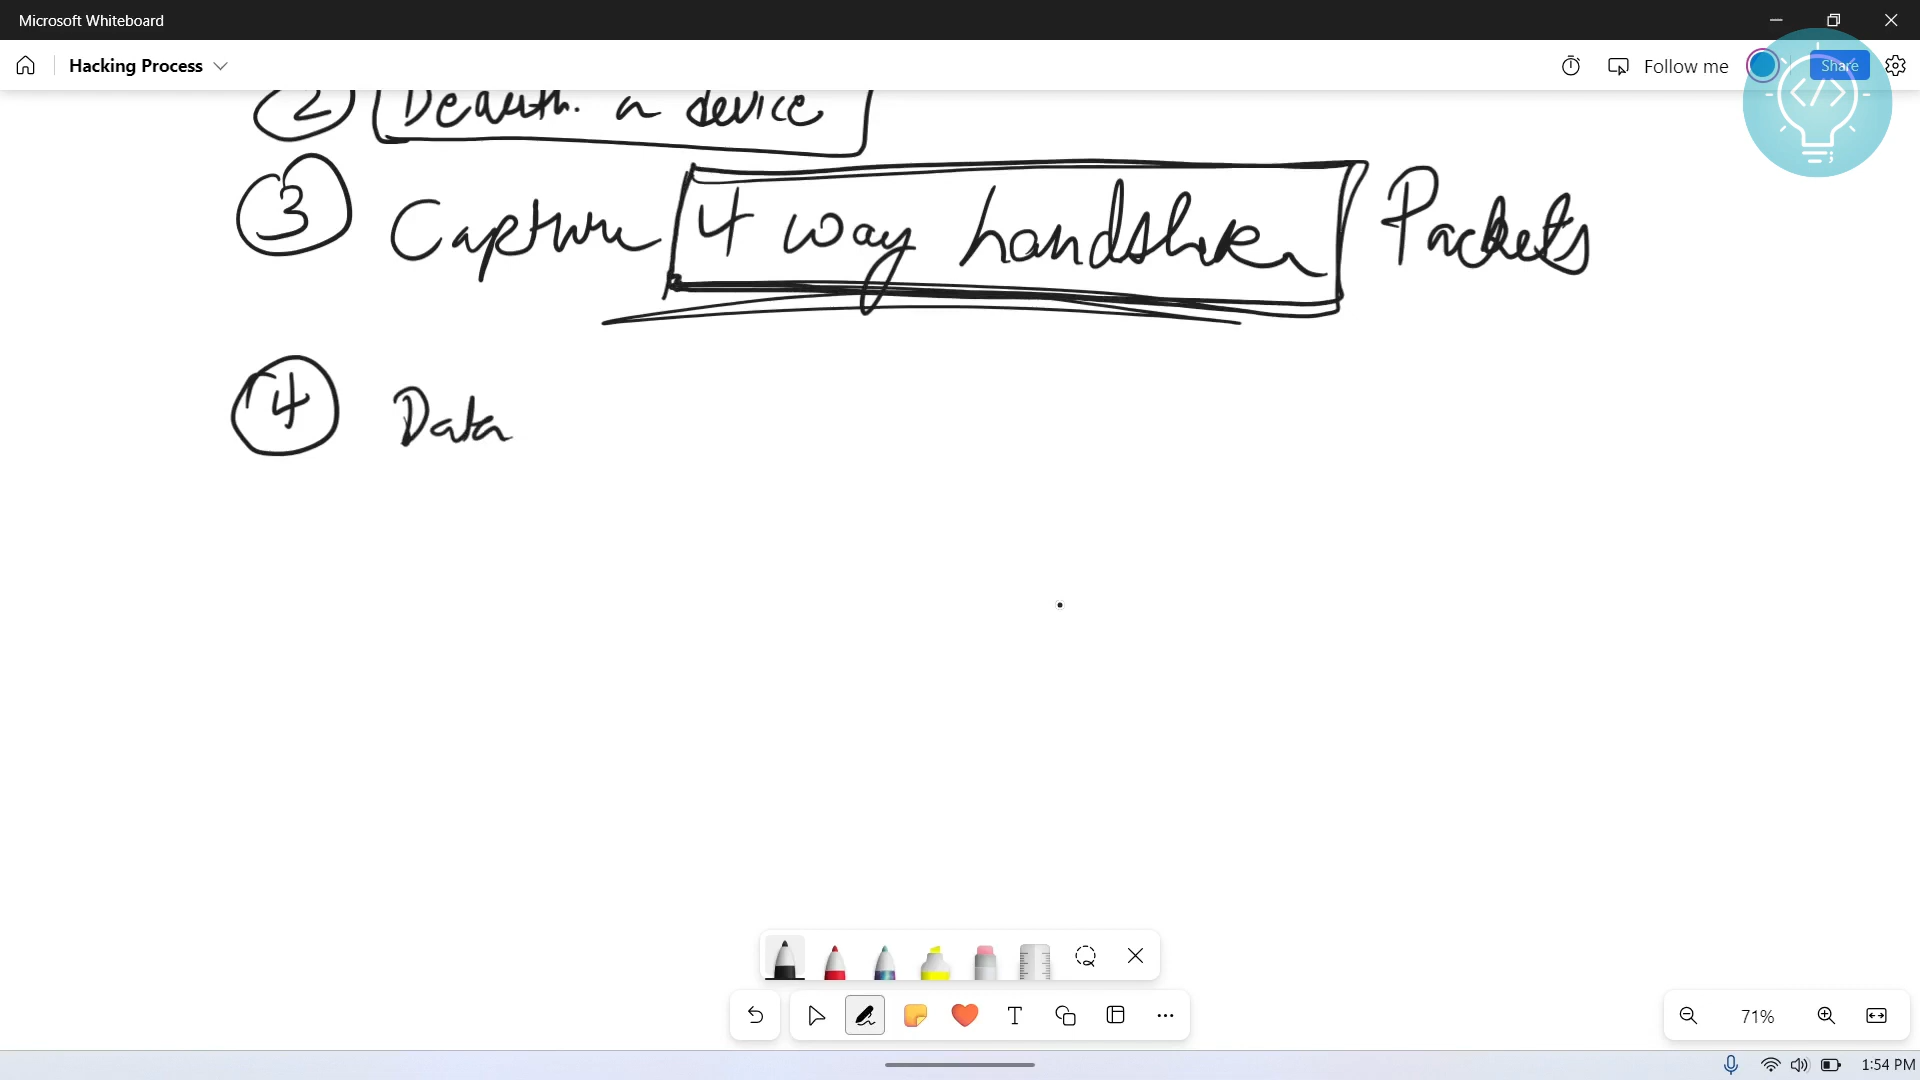 Microsoft Whiteboard
Hacking Process
Follow me
Share
2 Deauth. a device
3 Capture 4 way handshake Packets
4 Data
71%
1:54 PM